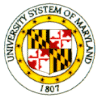 UNIVERSITY SYSTEM OF MARYLAND
1807